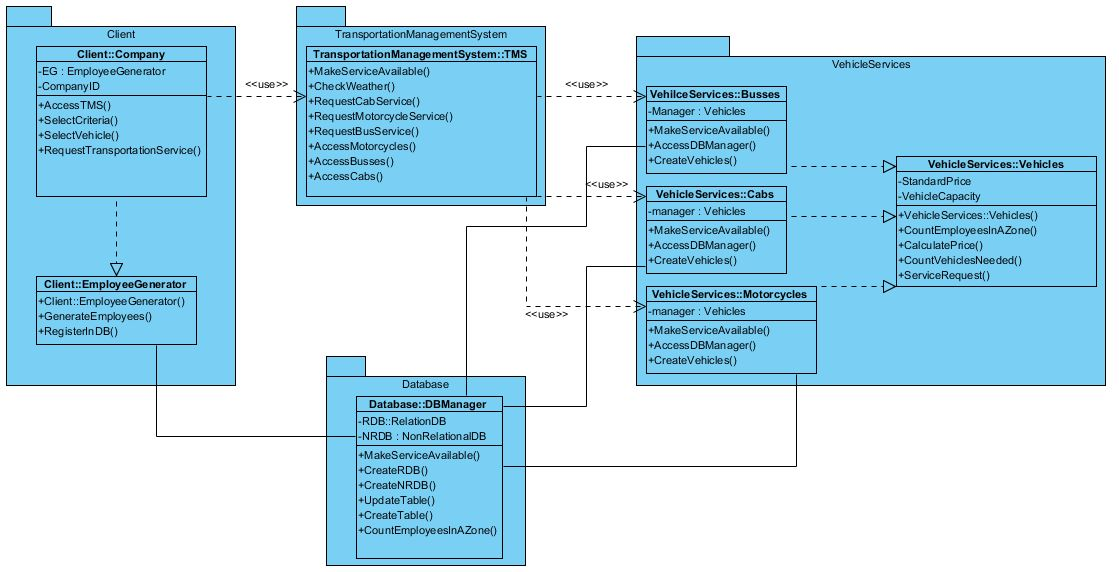 Client
Client::Company
-EG : EmployeeGenerator
-CompanyID
+AccessTMS()
+SelectCriteria()
+SelectVehicle()
+RequestTransportationService()
Client::EmployeeGenerator
+Client::EmployeeGenerator()
+GenerateEmployees()
+RegisterInDB()
<<use>>
TransportationManagementSystem
TransportationManagementSystem::TMS
+MakeServiceAvailable()
+CheckWeather()
+RequestCabService()
+RequestMotorcycleService()
+RequestBusService()
+AccessMotorcycles()
+AccessBusses()
+AccessCabs()
<<use>>
<<use>>
<<use>>
VehicleServices
VehilceServices::Busses
-Manager : Vehicles
+MakeServiceAvailable()
+AccessDBManager()
+CreateVehicles()
VehicleServices::Cabs
-manager : Vehicles
+MakeServiceAvailable()
+AccessDBManager()
+CreateVehicles()
VehicleServices::Motorcycles
-manager : Vehicles
+MakeServiceAvailable()
+AccessDBManager()
+CreateVehicles()
VehicleServices::Vehicles
-StandardPrice
-VehicleCapacity
+VehicleServices::Vehicles()
+CountEmployeesInAZone()
+CalculatePrice()
+CountVehiclesNeeded()
+ServiceRequest()
Database
Database::DBManager
-RDB::RelationDB
-NRDB : NonRelationalDB
+MakeServiceAvailable()
+CreateRDB()
+CreateNRDB()
+UpdateTable()
+CreateTable()
+CountEmployeesInAZone()